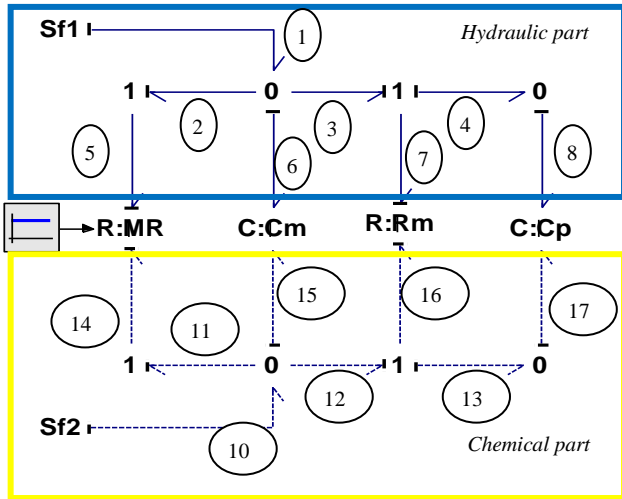 Sf1 1 Hydraulic part
1 0 1 0
2 3 4
5 6 7 8
R:MR C:Cm R:Rm C:Cp
14 11 15 16 17
1 0 1 0
12 13
Sf2 10 Chemical part